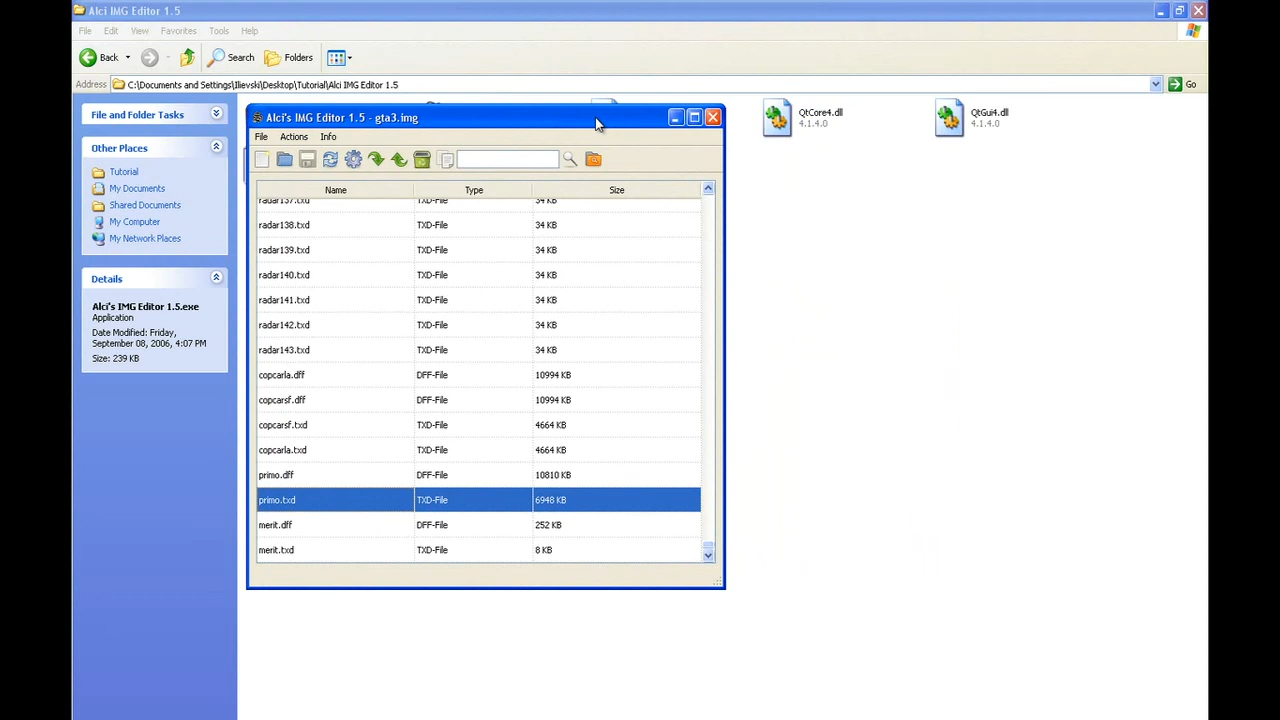 Alci IMG Editor 1.5
File Edit View Favorites Tools Help
Back Search Folders
Address C:\Documents and Settings\Ilievski\Desktop\Tutorial\Alci IMG Editor 1.5 Go
File and Folder Tasks
Other Places
Tutorial
My Documents
Shared Documents
My Computer
My Network Places
Details
Alci's IMG Editor 1.5.exe
Application
Date Modified: Friday,
September 08, 2006, 4:07 PM
Size: 239 KB
Alci's IMG Editor 1.5 - gta3.img
File Actions Info
Name Type Size
radar137.txd TXD-File 34 KB
radar138.txd TXD-File 34 KB
radar139.txd TXD-File 34 KB
radar140.txd TXD-File 34 KB
radar141.txd TXD-File 34 KB
radar142.txd TXD-File 34 KB
radar143.txd TXD-File 34 KB
copcarla.dff DFF-File 10994 KB
copcarsf.dff DFF-File 10994 KB
copcarsf.txd TXD-File 4664 KB
copcarla.txd TXD-File 4664 KB
primo.dff DFF-File 10810 KB
primo.txd TXD-File 6948 KB
merit.dff DFF-File 252 KB
merit.txd TXD-File 8 KB
QtCore4.dll
4.1.4.0
QtGui4.dll
4.1.4.0